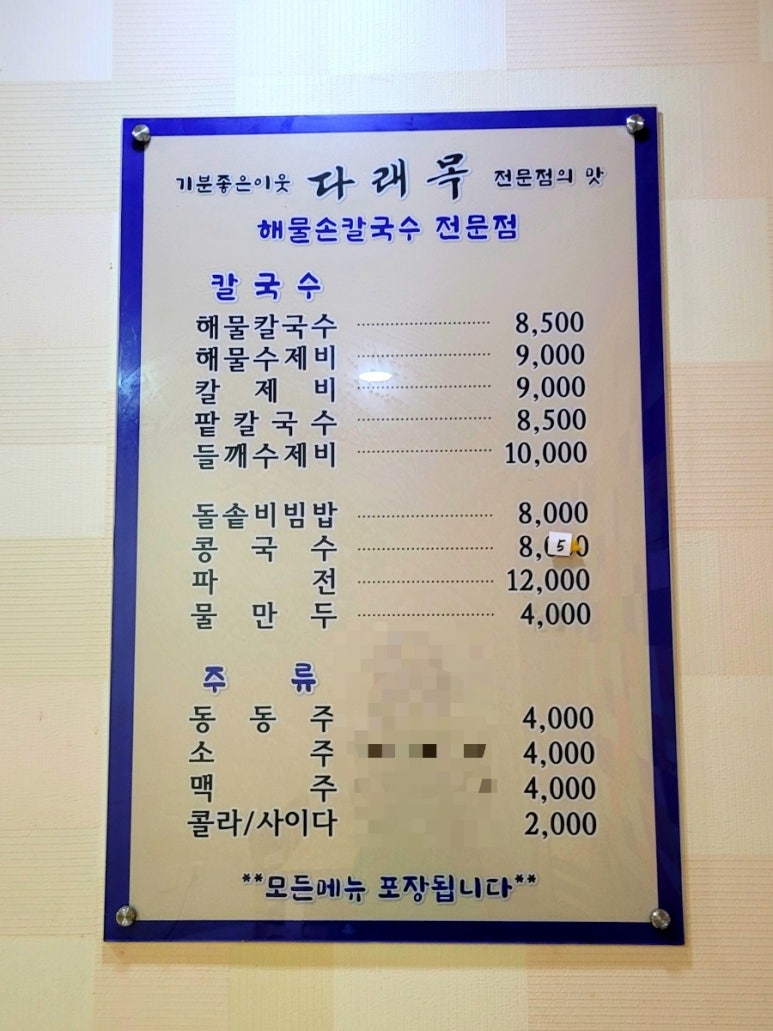 기분좋은이웃 다래목 전문점의 맛
해물손칼국수 전문점
칼국수
해물칼국수 8,500
해물수제비 9,000
칼제비 9,000
팥칼국수 8,500
들깨수제비 10,000
돌솥비빔밥 8,000
콩국수 8,500
파전 12,000
물만두 4,000
주류
동동주 4,000
소주 4,000
맥주 4,000
콜라/사이다 2,000
**모든메뉴 포장됩니다**